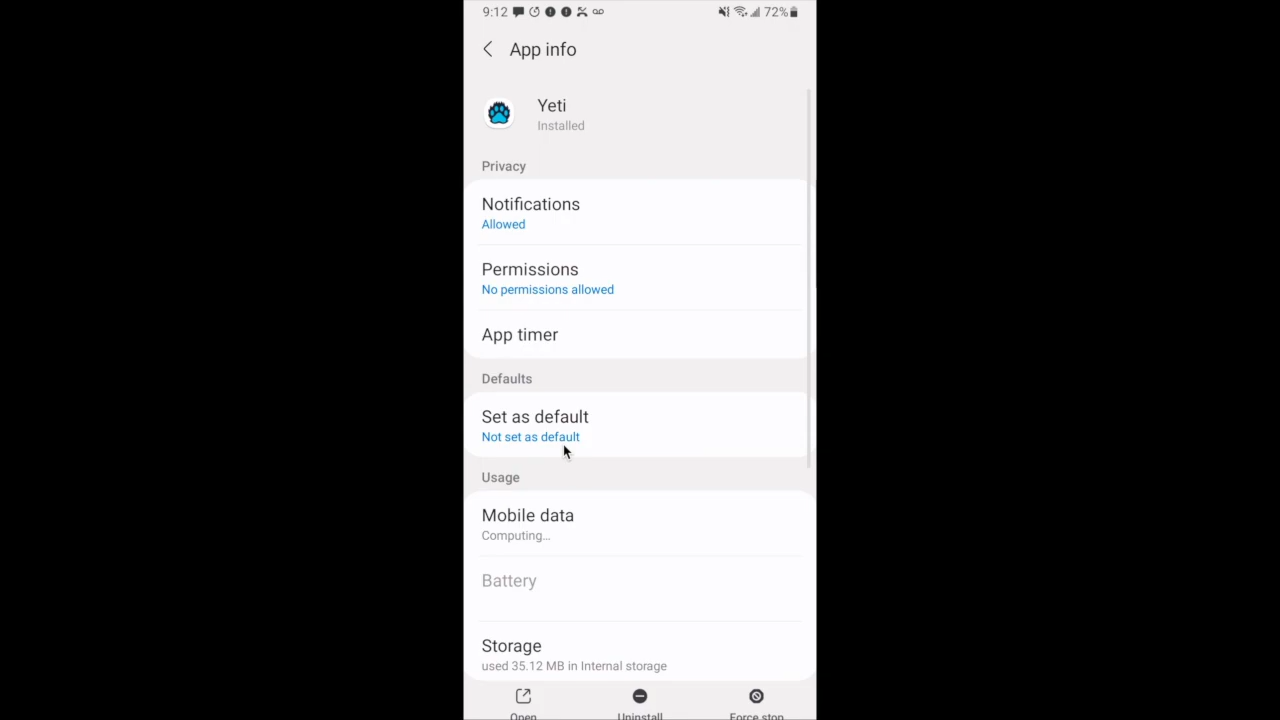 9:12 72%
App info
Yeti
Installed
Privacy
Notifications
Allowed
Permissions
No permissions allowed
App timer
Defaults
Set as default
Not set as default
Usage
Mobile data
Computing...
Battery
Storage
used 35.12 MB in Internal storage
Open Uninstall Force stop